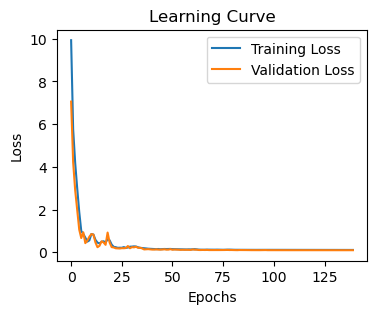 Learning Curve
Training Loss
Validation Loss
Loss
10
8
6
4
2
0
0 25 50 75 100 125
Epochs